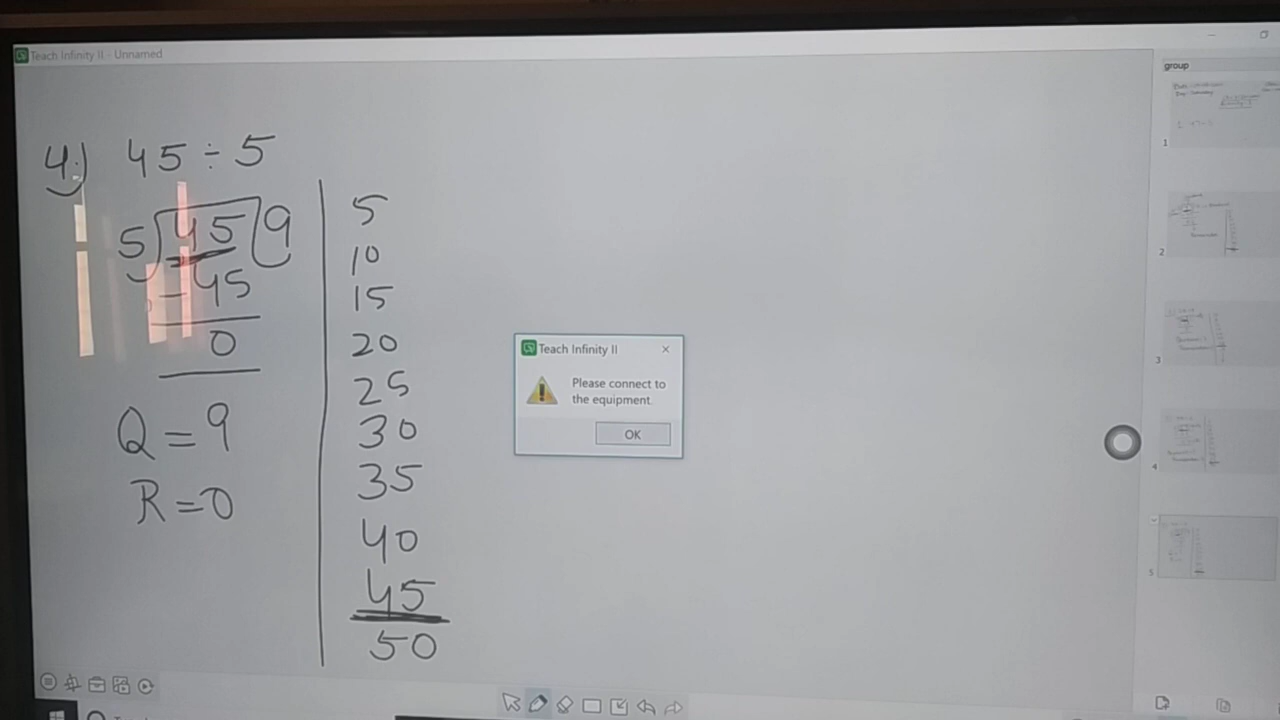 Teach Infinity II - Unnamed
group
4.) 45 ÷ 5
5)45(9
-45
0
Q = 9
R = 0
5
10
15
20
25
30
35
40
45
50
Teach Infinity II
Please connect to
the equipment.
OK
1
2
3
4
5